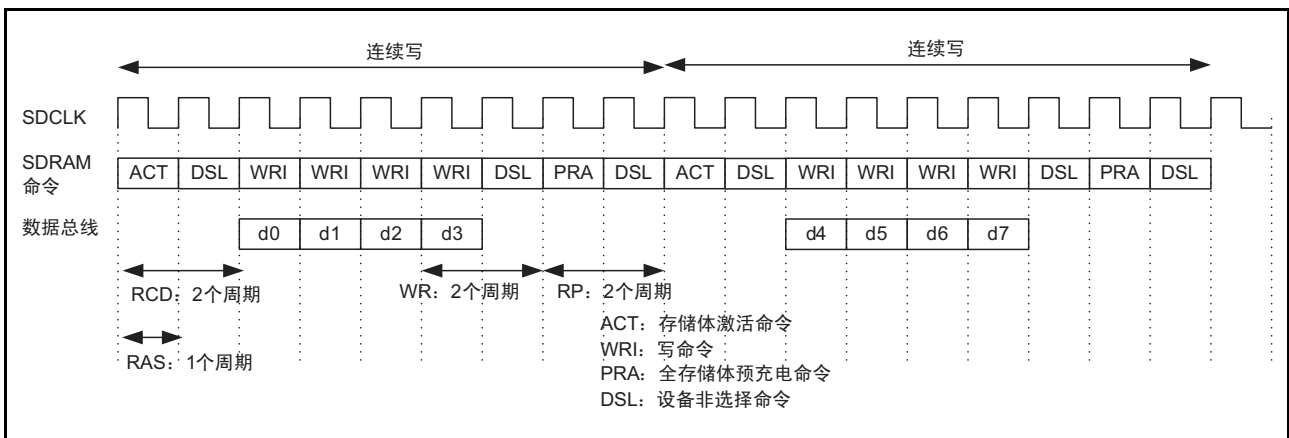 连续写 连续写
SDCLK
SDRAM
命令
ACT DSL WRI WRI WRI WRI DSL PRA DSL ACT DSL WRI WRI WRI WRI DSL PRA DSL
数据总线
d0 d1 d2 d3 d4 d5 d6 d7
RCD：2个周期 WR：2个周期 RP：2个周期
RAS：1个周期
ACT：存储体激活命令
WRI：写命令
PRA：全存储体预充电命令
DSL：设备非选择命令